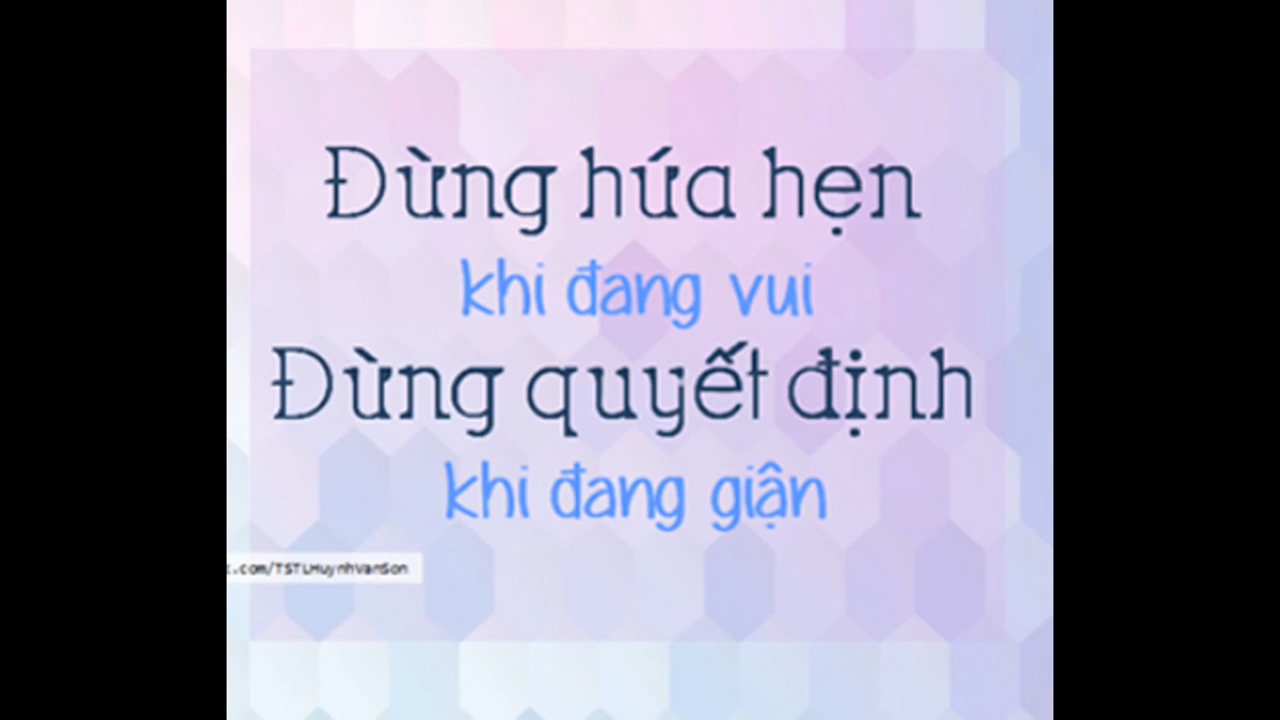 Đừng hứa hẹn
khi đang vui
Đừng quyết định
khi đang giận
.com/TSTLHuynhVanSon